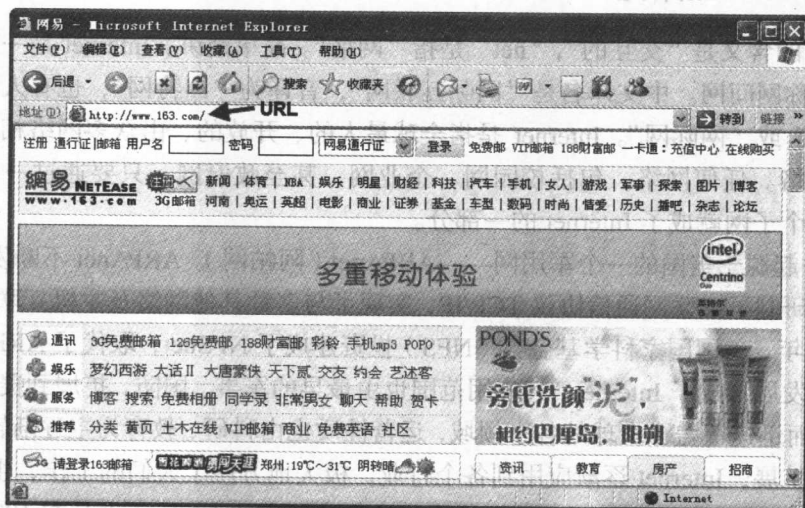 网易 - Microsoft Internet Explorer
文件(F) 编辑(E) 查看(V) 收藏(A) 工具(T) 帮助(H)
后退 搜索 收藏夹
地址(D) http://www.163.com/ URL 转到 链接 »
注册 通行证|邮箱 用户名 密码 网易通行证 登录 免费邮 VIP邮箱 188财富邮 一卡通：充值中心 在线购买
網易 NETEASE 新闻 | 体育 | NBA | 娱乐 | 明星 | 财经 | 科技 | 汽车 | 手机 | 女人 | 游戏 | 军事 | 探索 | 图片 | 博客
www.163.com 3G邮箱 河南 | 奥运 | 英超 | 电影 | 商业 | 证券 | 基金 | 车型 | 数码 | 时尚 | 情爱 | 历史 | 播吧 | 杂志 | 论坛
多重移动体验
intel
Centrino
Duo
英特尔
通讯 3G免费邮箱 126免费邮 188财富邮 彩铃 手机mp3 POPO
娱乐 梦幻西游 大话Ⅱ 大唐豪侠 天下贰 交友 约会 艺述客
服务 博客 搜索 免费相册 同学录 非常男女 聊天 帮助 贺卡
推荐 分类 黄页 土木在线 VIP邮箱 商业 免费英语 社区
POND'S
旁氏洗颜“泥”，
相约巴厘岛、阳朔
请登录163邮箱 郑州:19℃～31℃ 阴转晴
资讯 教育 房产 招商
Internet